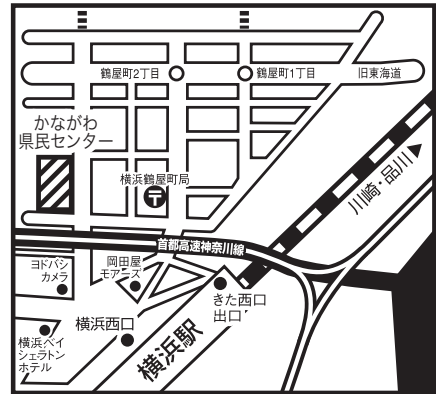 鶴屋町2丁目
鶴屋町1丁目
旧東海道
かながわ
県民センター
横浜鶴屋町局
川崎・品川
首都高速神奈川線
ヨドバシ
カメラ
岡田屋
モアーズ
きた西口
出口
横浜西口
横浜駅
横浜ベイ
シェラトン
ホテル